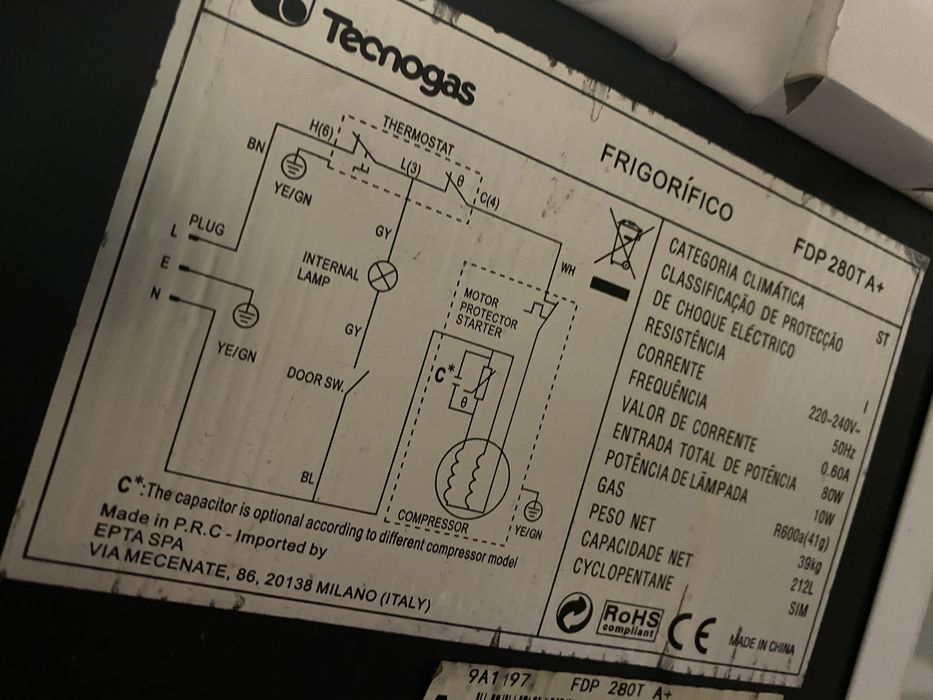 Tecnogas
FRIGORÍFICO
FDP 280T A+
THERMOSTAT
H(6)
BN
L(3)
θ
C(4)
YE/GN
L
PLUG
GY
WH
INTERNAL
LAMP
E
N
MOTOR
PROTECTOR
STARTER
YE/GN
GY
C*
θ
DOOR SW.
BL
COMPRESSOR
YE/GN
C*:The capacitor is optional according to different compressor model
Made in P.R.C - Imported by
EPTA SPA
VIA MECENATE, 86, 20138 MILANO (ITALY)
CATEGORIA CLIMÁTICA ST
CLASSIFICAÇÃO DE PROTECÇÃO
DE CHOQUE ELÉCTRICO I
RESISTÊNCIA 220-240V~
CORRENTE
FREQUÊNCIA 50Hz
VALOR DE CORRENTE 0.60A
ENTRADA TOTAL DE POTÊNCIA 80W
POTÊNCIA DE LÂMPADA 10W
GAS R600a(41g)
PESO NET 39kg
CAPACIDADE NET 212L
CYCLOPENTANE SIM
RoHS
compliant
CE
MADE IN CHINA
9A1197 FDP 280T A+